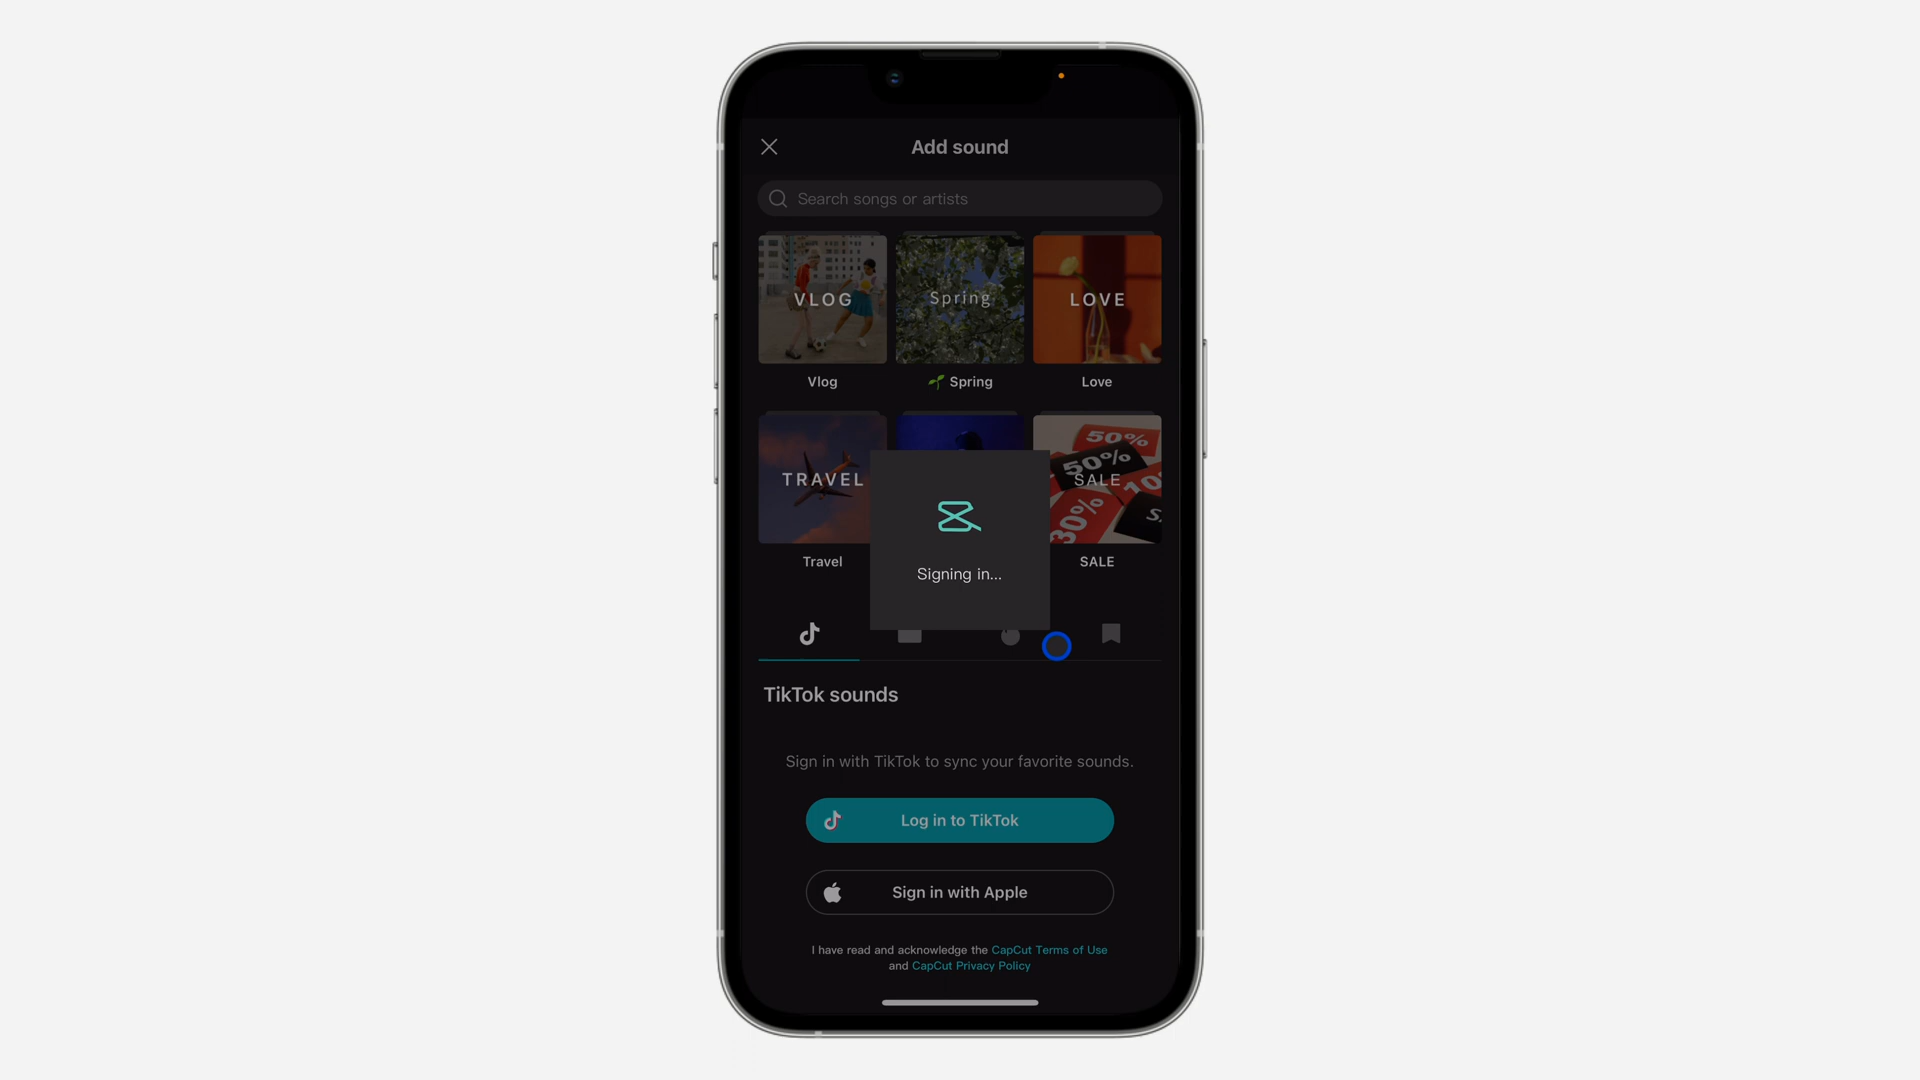 Add sound
Search songs or artists
VLOG
Spring
LOVE
Vlog
Spring
Love
TRAVEL
50%
50%
SALE
30%
Travel
SALE
Signing in...
TikTok sounds
Sign in with TikTok to sync your favorite sounds.
Log in to TikTok
Sign in with Apple
I have read and acknowledge the CapCut Terms of Use
and CapCut Privacy Policy